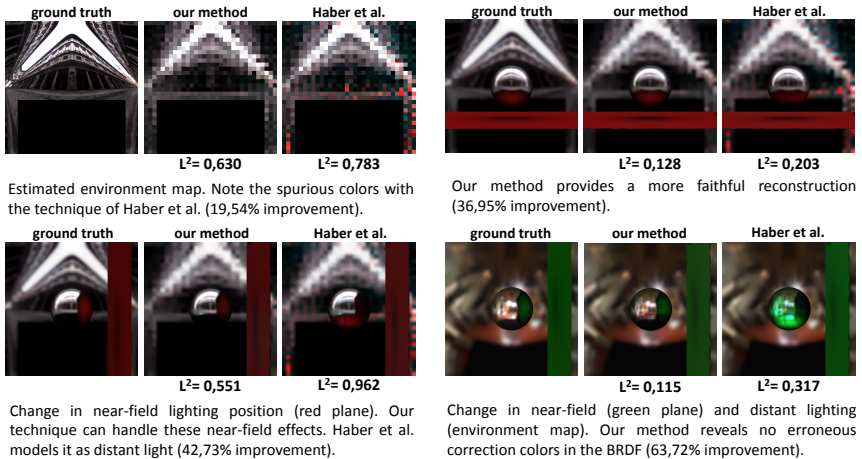 ground truth our method Haber et al.
L²= 0,630 L²= 0,783
Estimated environment map. Note the spurious colors with
the technique of Haber et al. (19,54% improvement).
ground truth our method Haber et al.
L²= 0,128 L²= 0,203
Our method provides a more faithful reconstruction
(36,95% improvement).
ground truth our method Haber et al.
L²= 0,551 L²= 0,962
Change in near-field lighting position (red plane). Our
technique can handle these near-field effects. Haber et al.
models it as distant light (42,73% improvement).
ground truth our method Haber et al.
L²= 0,115 L²= 0,317
Change in near-field (green plane) and distant lighting
(environment map). Our method reveals no erroneous
correction colors in the BRDF (63,72% improvement).